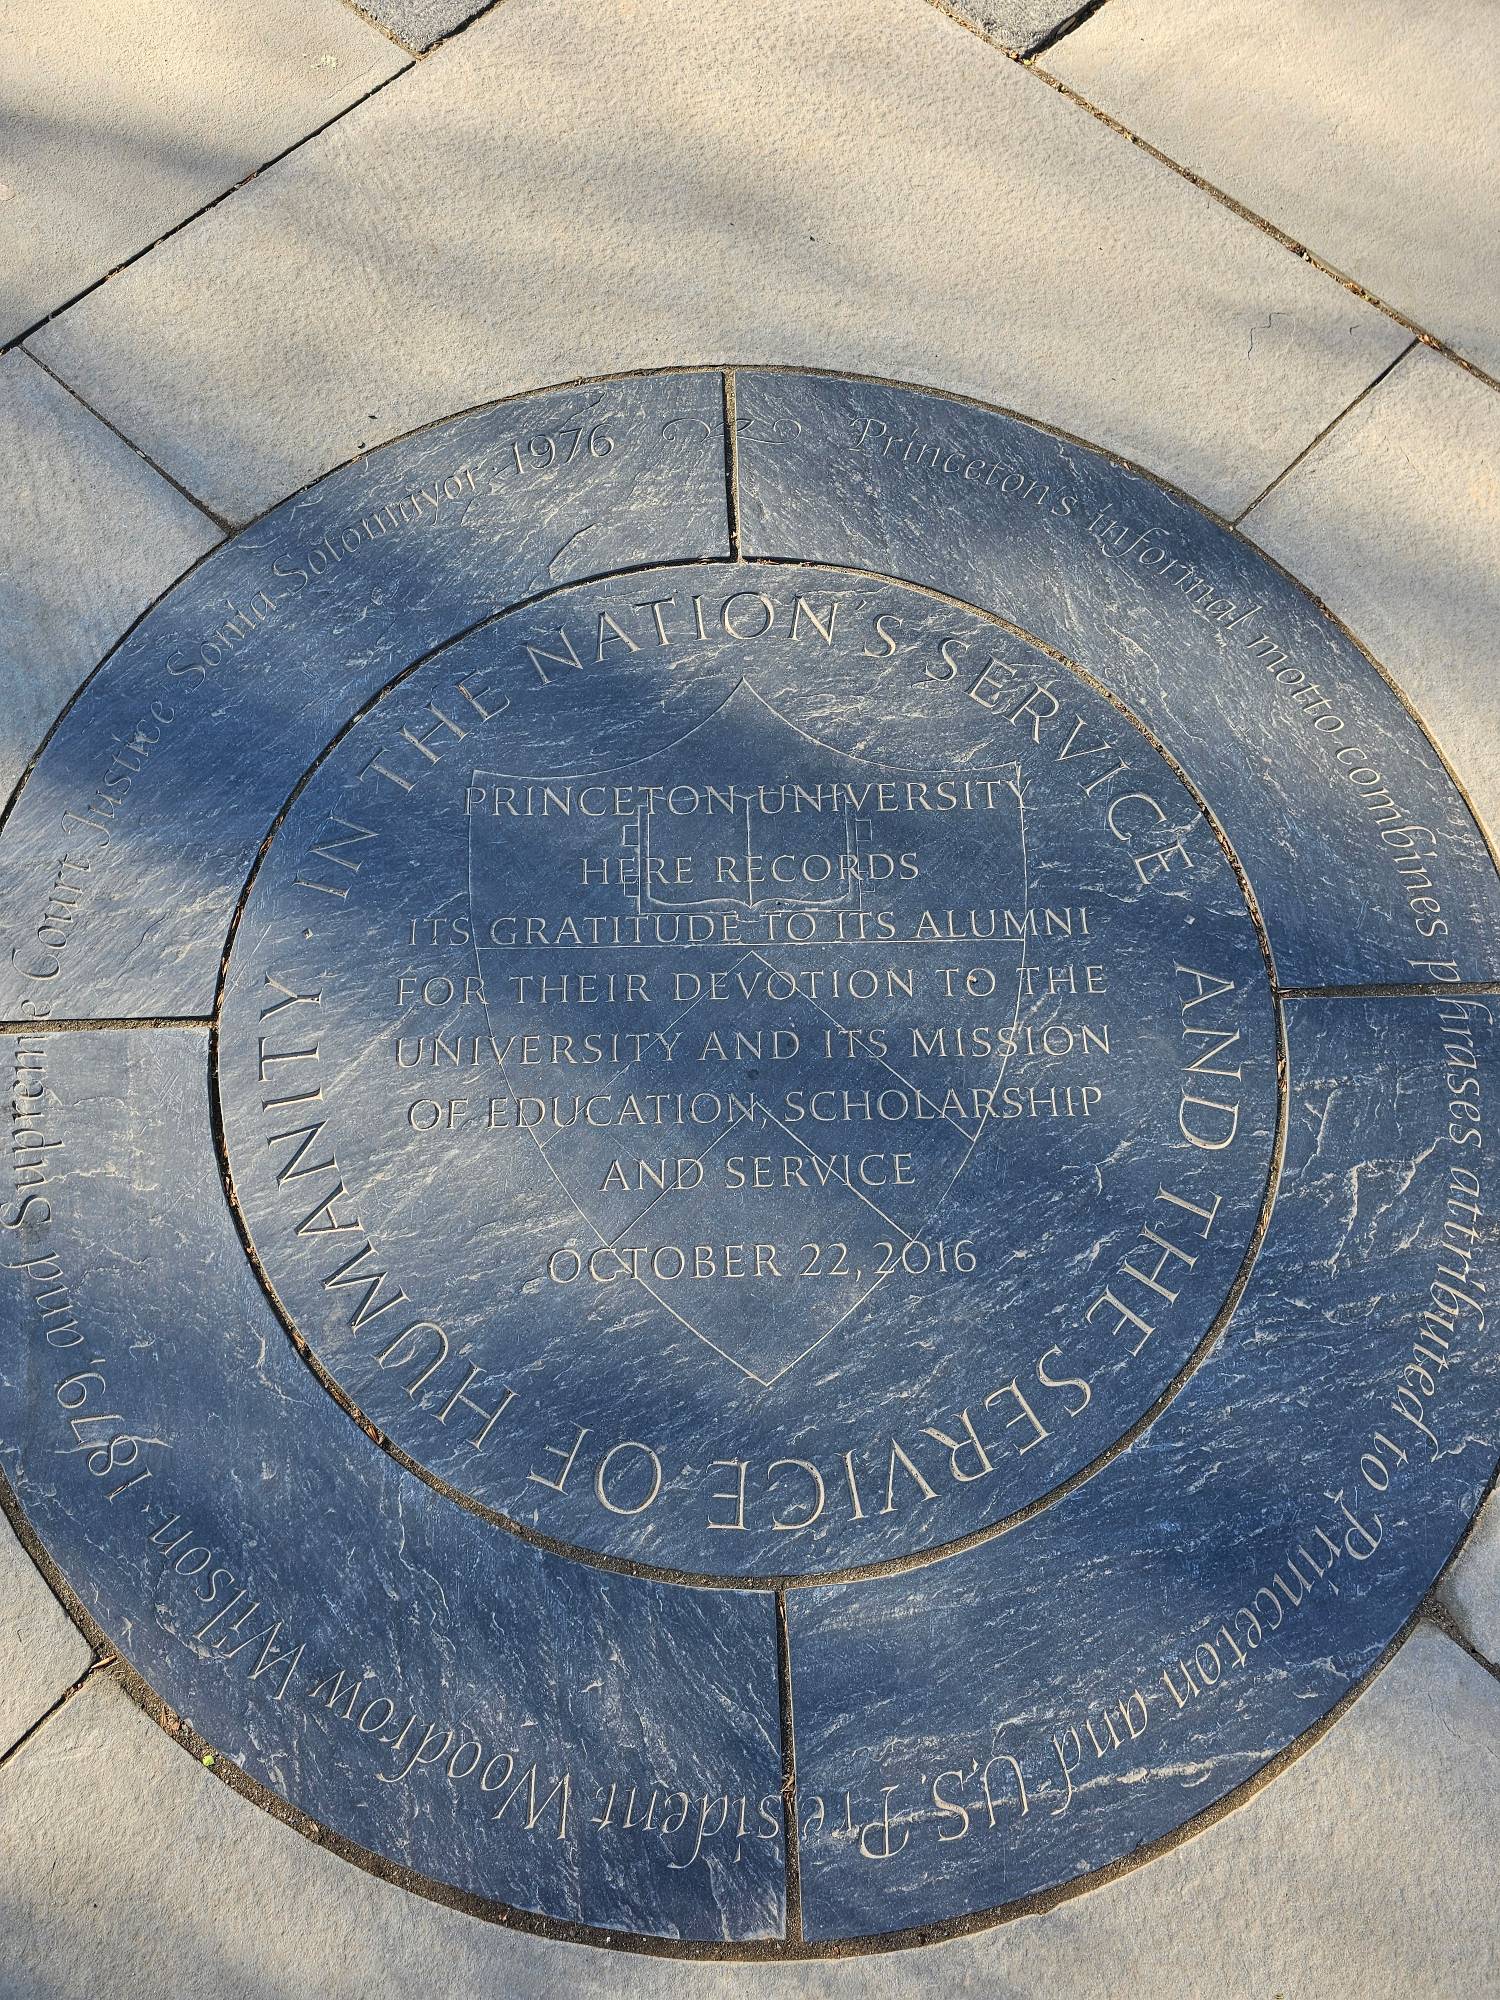 Princeton's informal motto combines phrases attributed to Princeton and U.S. President Woodrow Wilson · 1879, and Supreme Court Justice Sonia Sotomayor · 1976
IN THE NATION'S SERVICE · AND THE SERVICE OF HUMANITY ·
PRINCETON UNIVERSITY
HERE RECORDS
ITS GRATITUDE TO ITS ALUMNI
FOR THEIR DEVOTION TO THE
UNIVERSITY AND ITS MISSION
OF EDUCATION, SCHOLARSHIP
AND SERVICE
OCTOBER 22, 2016